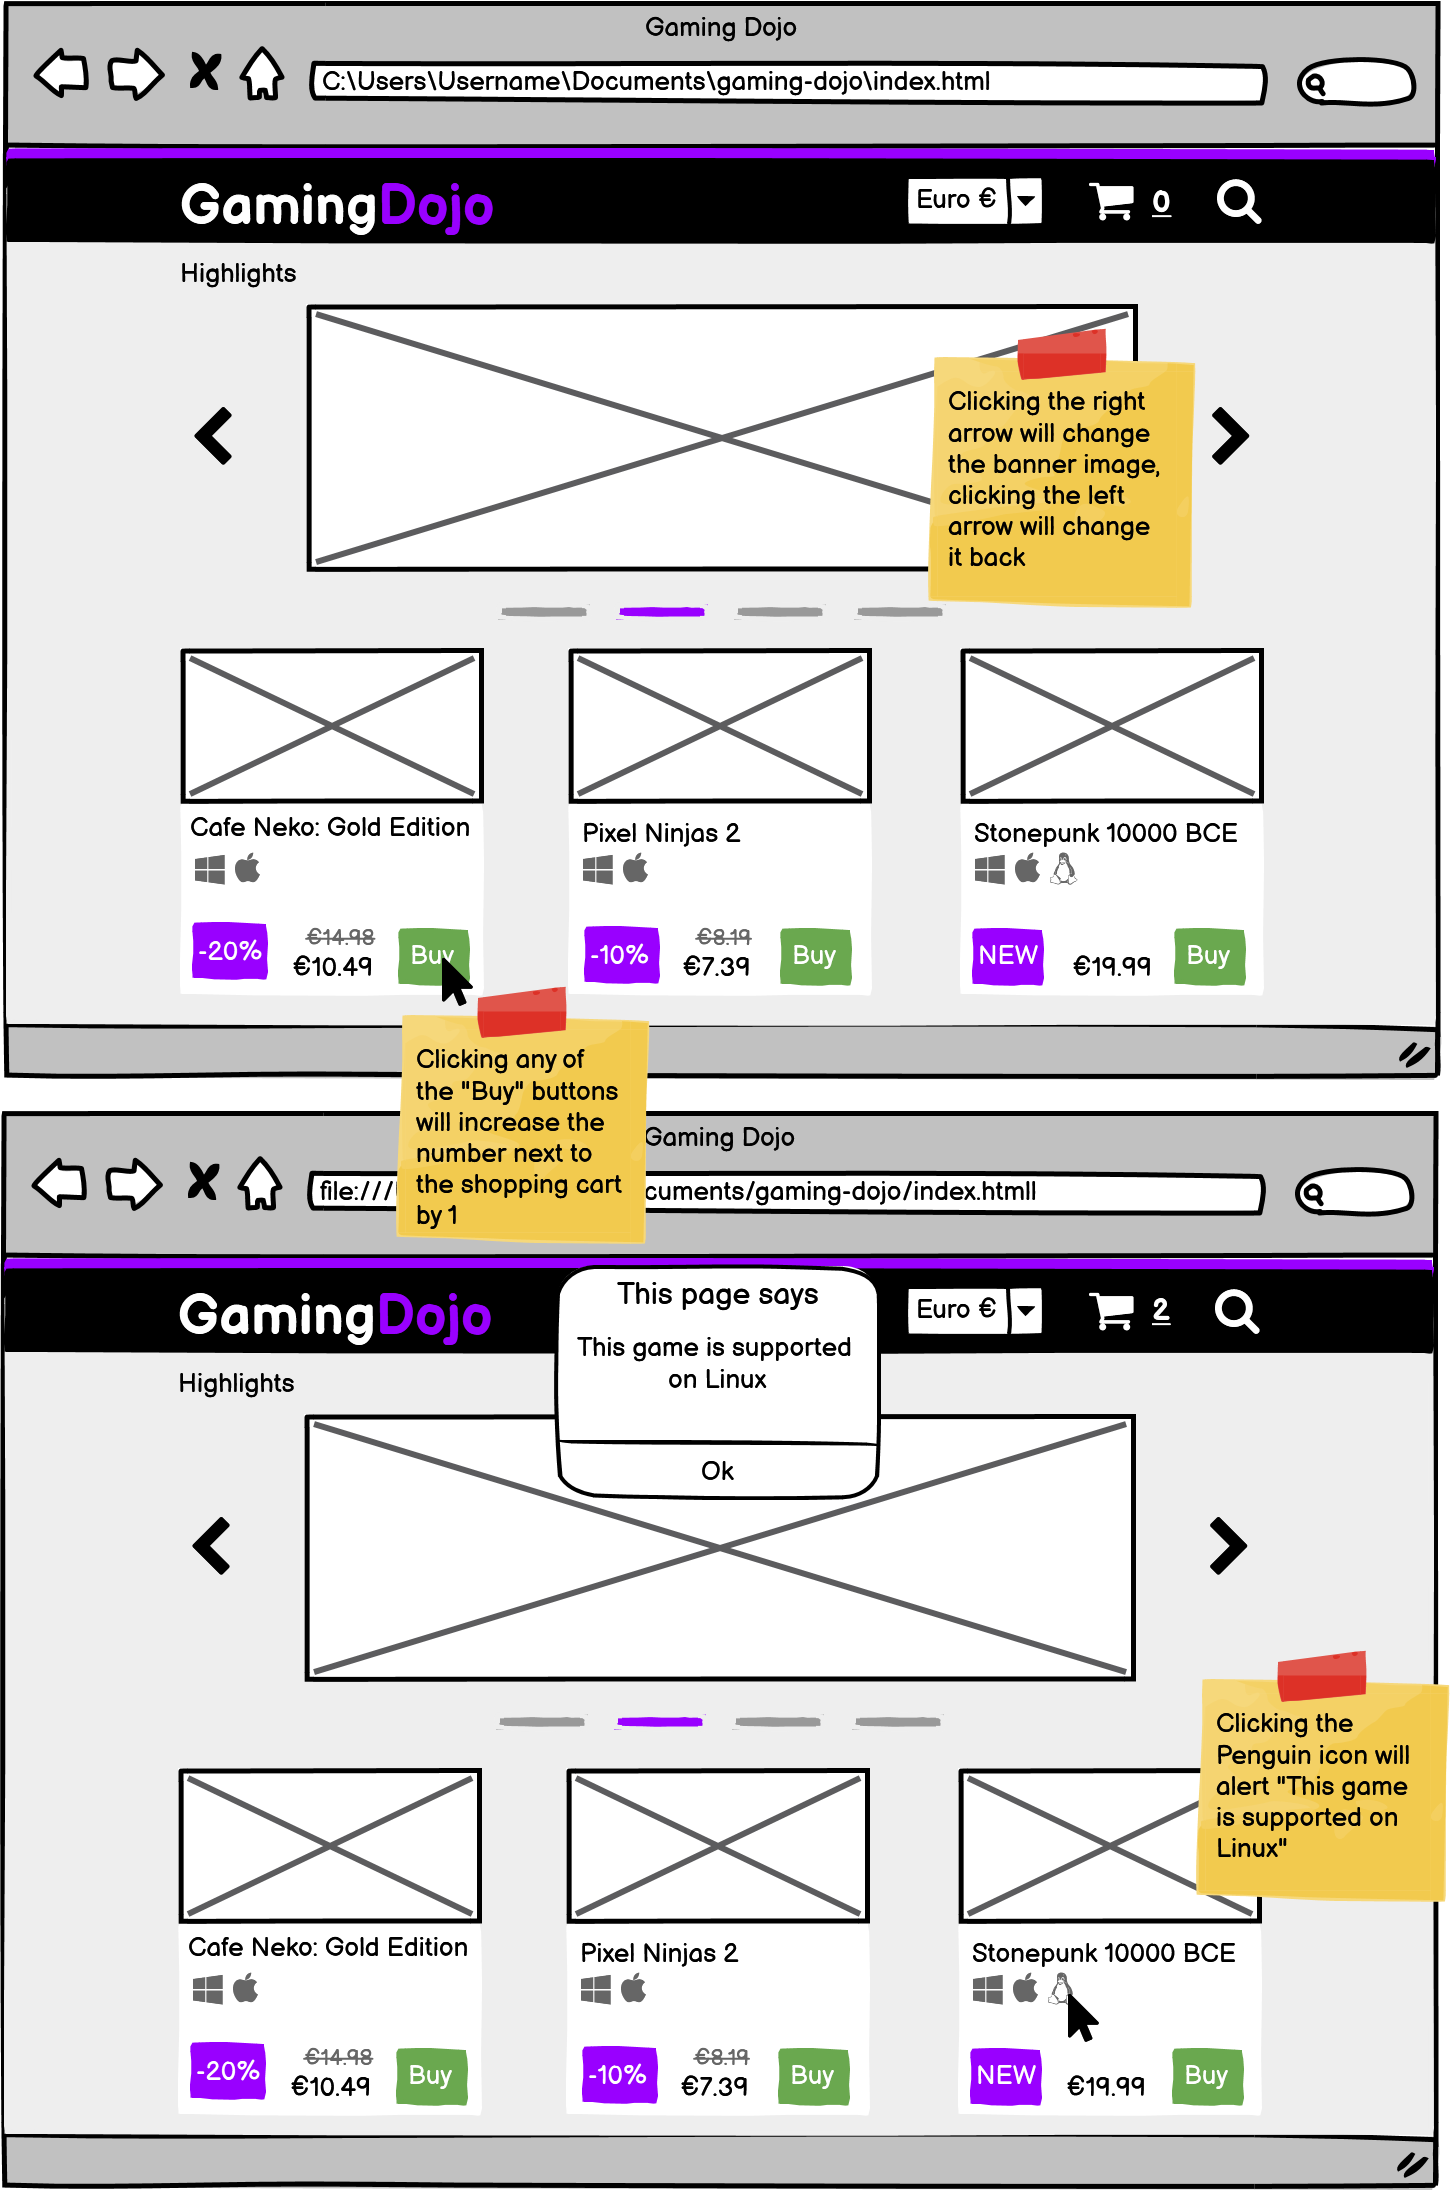 Gaming Dojo
C:\Users\Username\Documents\gaming-dojo\index.html
GamingDojo
Euro €
0
Highlights
Clicking the right
arrow will change
the banner image,
clicking the left
arrow will change
it back
Cafe Neko: Gold Edition
-20%
€14.98
€10.49
Buy
Pixel Ninjas 2
-10%
€8.19
€7.39
Buy
Stonepunk 10000 BCE
NEW
€19.99
Buy
Clicking any of
the "Buy" buttons
will increase the
number next to
the shopping cart
by 1
Gaming Dojo
file:/// cuments/gaming-dojo/index.htmll
GamingDojo
Euro €
2
This page says
This game is supported
on Linux
Ok
Highlights
Clicking the
Penguin icon will
alert "This game
is supported on
Linux"
Cafe Neko: Gold Edition
-20%
€14.98
€10.49
Buy
Pixel Ninjas 2
-10%
€8.19
€7.39
Buy
Stonepunk 10000 BCE
NEW
€19.99
Buy